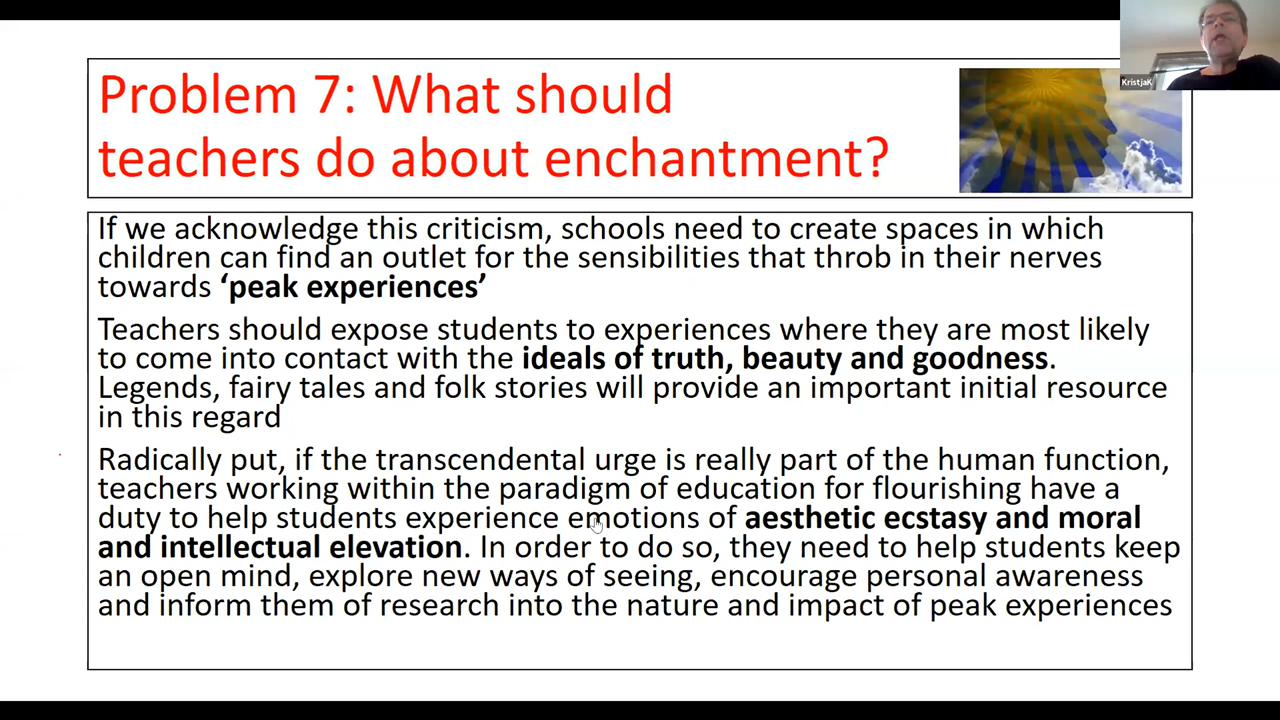 Problem 7: What should
teachers do about enchantment?
KristjaK
If we acknowledge this criticism, schools need to create spaces in which
children can find an outlet for the sensibilities that throb in their nerves
towards ‘peak experiences’
Teachers should expose students to experiences where they are most likely
to come into contact with the ideals of truth, beauty and goodness.
Legends, fairy tales and folk stories will provide an important initial resource
in this regard
Radically put, if the transcendental urge is really part of the human function,
teachers working within the paradigm of education for flourishing have a
duty to help students experience emotions of aesthetic ecstasy and moral
and intellectual elevation. In order to do so, they need to help students keep
an open mind, explore new ways of seeing, encourage personal awareness
and inform them of research into the nature and impact of peak experiences